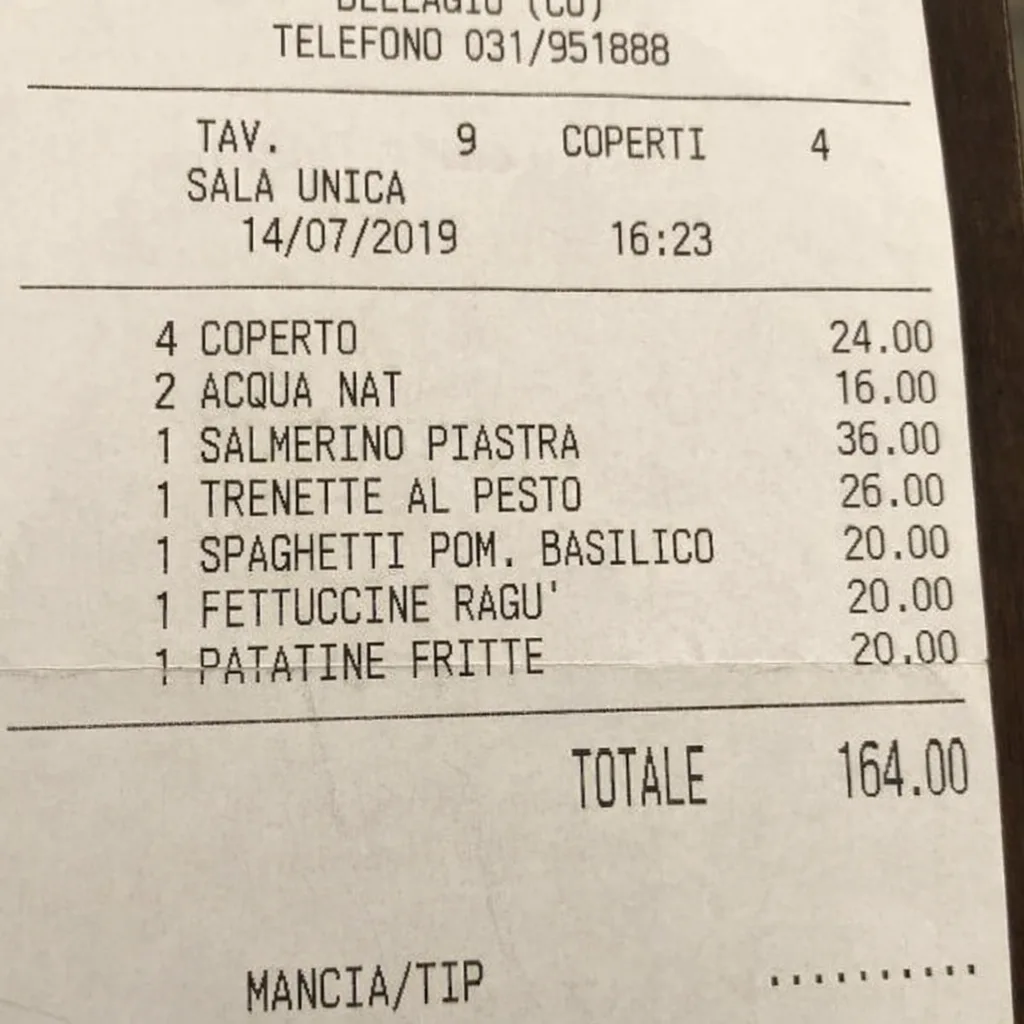 BELLAGIO (CO)
TELEFONO 031/951888
TAV. 9 COPERTI 4
SALA UNICA
14/07/2019 16:23
4 COPERTO 24.00
2 ACQUA NAT 16.00
1 SALMERINO PIASTRA 36.00
1 TRENETTE AL PESTO 26.00
1 SPAGHETTI POM. BASILICO 20.00
1 FETTUCCINE RAGU' 20.00
1 PATATINE FRITTE 20.00
TOTALE 164.00
MANCIA/TIP ..........